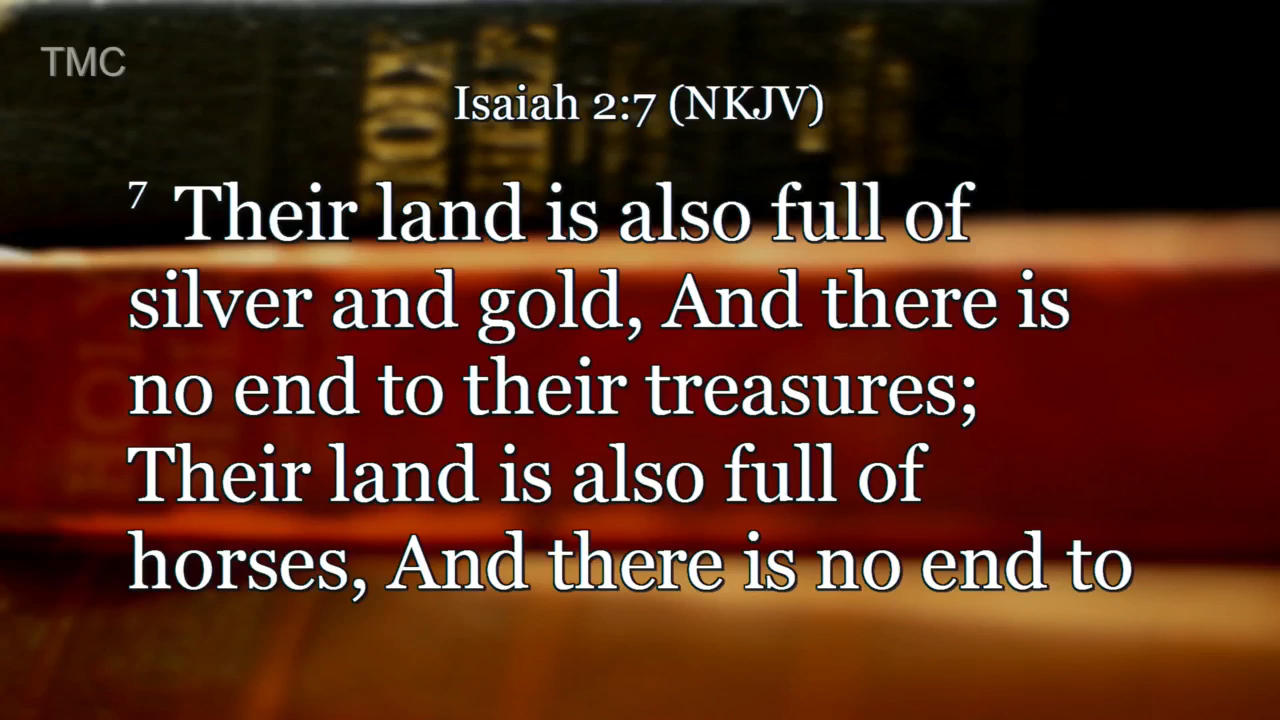 TMC
Isaiah 2:7 (NKJV)
7 Their land is also full of
silver and gold, And there is
no end to their treasures;
Their land is also full of
horses, And there is no end to
HOLY